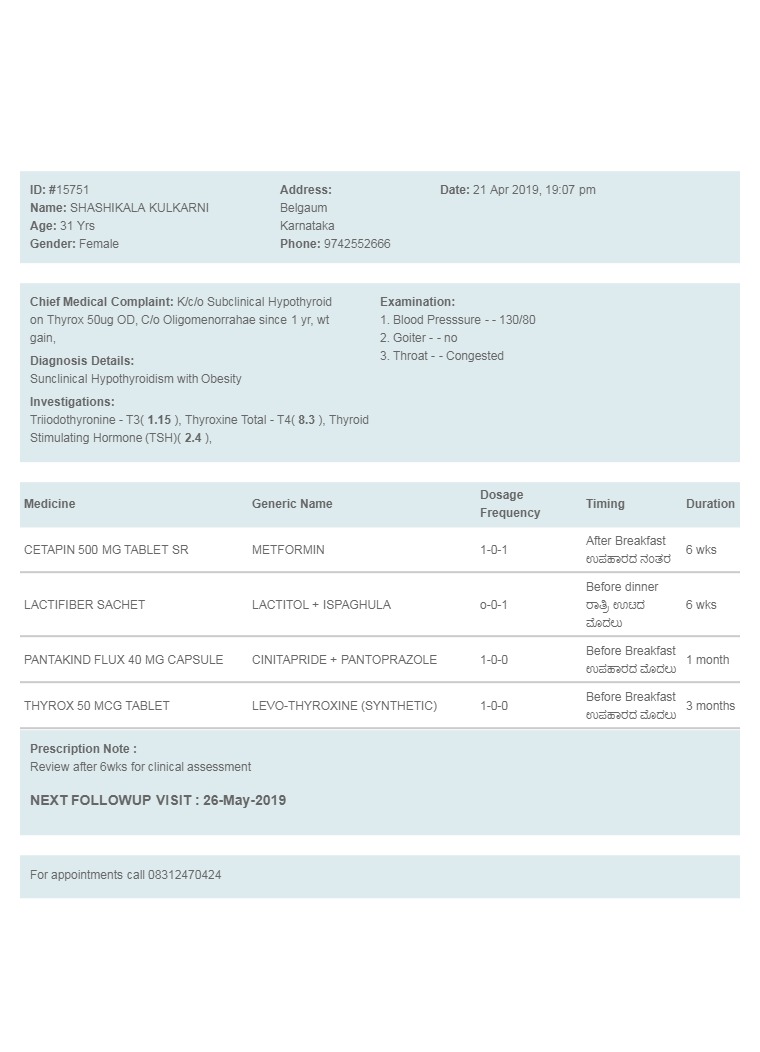 ID: #15751
Name: SHASHIKALA KULKARNI
Age: 31 Yrs
Gender: Female
Address:
Belgaum
Karnataka
Phone: 9742552666
Date: 21 Apr 2019, 19:07 pm
Chief Medical Complaint: K/c/o Subclinical Hypothyroid
on Thyrox 50ug OD, C/o Oligomenorrahae since 1 yr, wt
gain,
Diagnosis Details:
Sunclinical Hypothyroidism with Obesity
Investigations:
Triiodothyronine - T3( 1.15 ), Thyroxine Total - T4( 8.3 ), Thyroid
Stimulating Hormone (TSH)( 2.4 ),
Examination:
1. Blood Presssure - - 130/80
2. Goiter - - no
3. Throat - - Congested
Medicine Generic Name Dosage Frequency Timing Duration
CETAPIN 500 MG TABLET SR METFORMIN 1-0-1 After Breakfast ಉಪಹಾರದ ನಂತರ 6 wks
LACTIFIBER SACHET LACTITOL + ISPAGHULA o-0-1 Before dinner ರಾತ್ರಿ ಊಟದ ಮೊದಲು 6 wks
PANTAKIND FLUX 40 MG CAPSULE CINITAPRIDE + PANTOPRAZOLE 1-0-0 Before Breakfast ಉಪಹಾರದ ಮೊದಲು 1 month
THYROX 50 MCG TABLET LEVO-THYROXINE (SYNTHETIC) 1-0-0 Before Breakfast ಉಪಹಾರದ ಮೊದಲು 3 months
Prescription Note :
Review after 6wks for clinical assessment
NEXT FOLLOWUP VISIT : 26-May-2019
For appointments call 08312470424